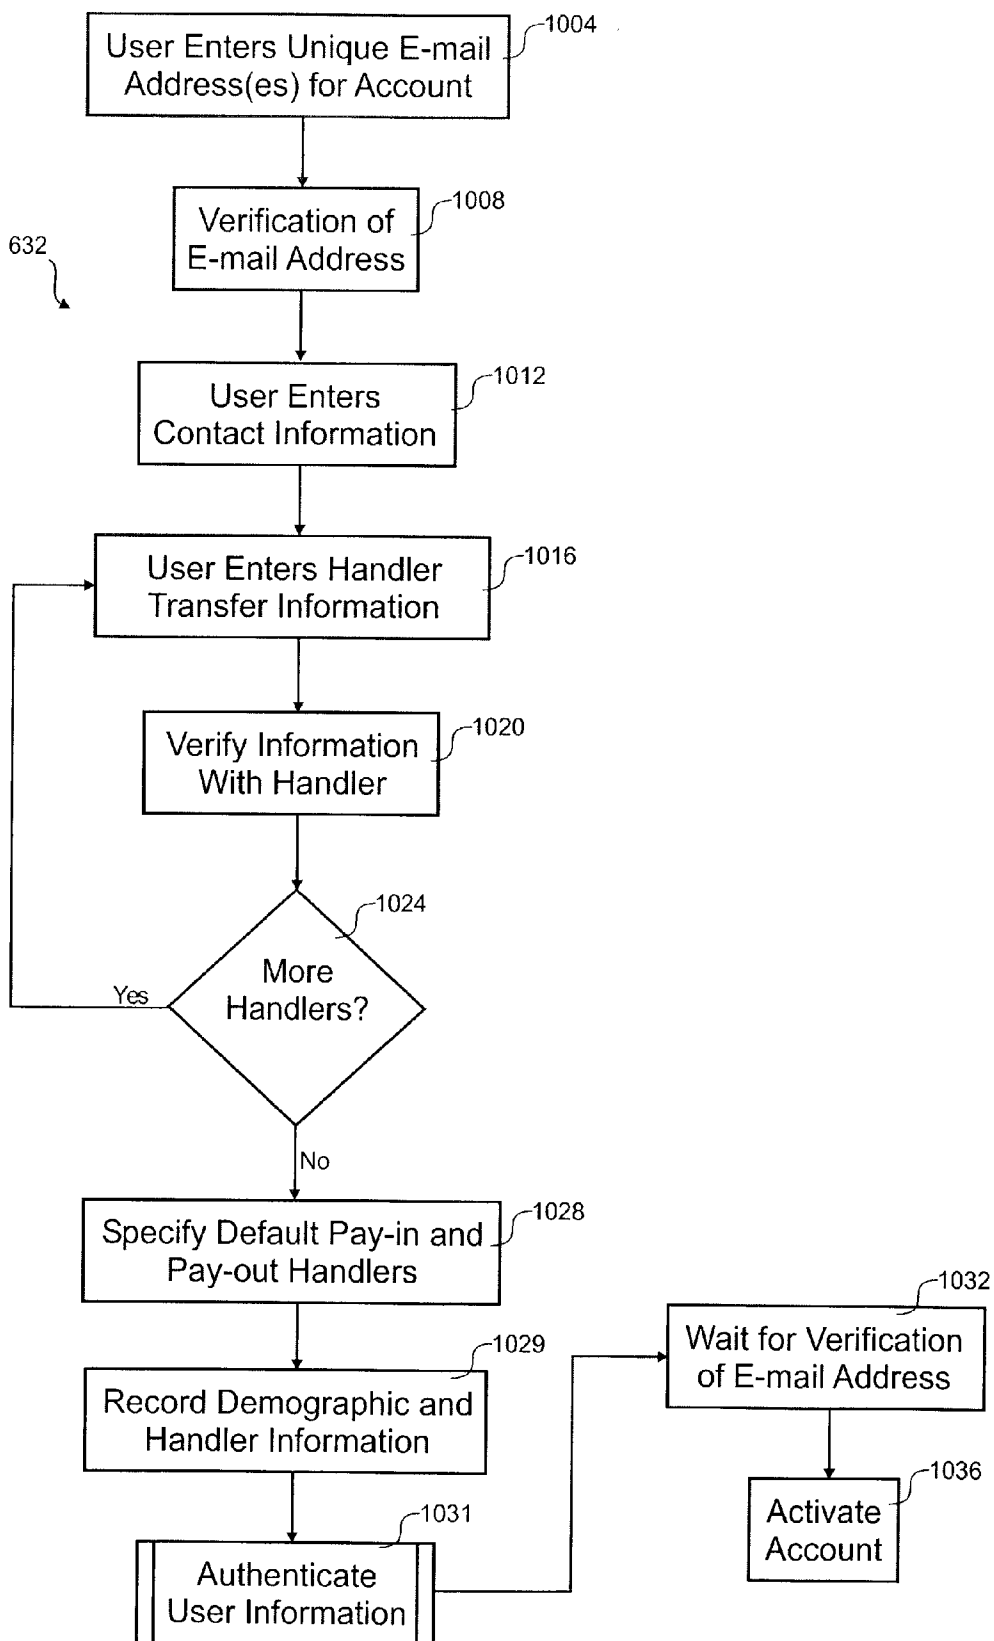 1004
User Enters Unique E-mail
Address(es) for Account
1008
Verification of
E-mail Address
632
1012
User Enters
Contact Information
1016
User Enters Handler
Transfer Information
1020
Verify Information
With Handler
1024
More
Handlers?
Yes
No
1028
Specify Default Pay-in and
Pay-out Handlers
1029
Record Demographic and
Handler Information
1031
Authenticate
User Information
1032
Wait for Verification
of E-mail Address
1036
Activate
Account